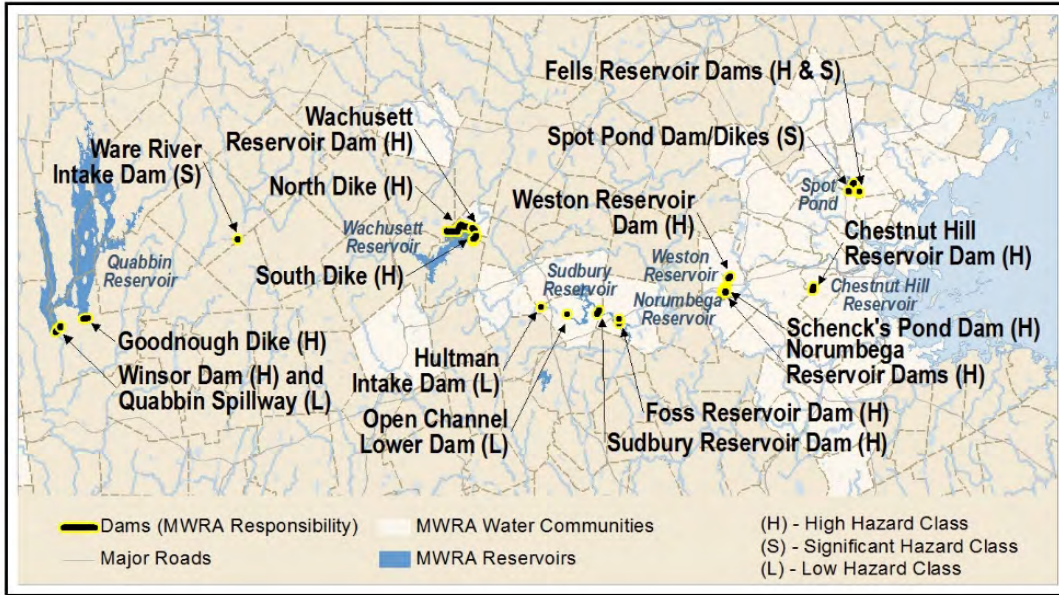 Fells Reservoir Dams (H & S)
Wachusett
Reservoir Dam (H)
Spot Pond Dam/Dikes (S)
Ware River
Intake Dam (S)
North Dike (H)
Spot
Pond
Weston Reservoir
Dam (H)
Wachusett
Reservoir
Chestnut Hill
Reservoir Dam (H)
Quabbin
Reservoir
South Dike (H)
Sudbury
Reservoir
Weston
Reservoir
Norumbega
Reservoir
Chestnut Hill
Reservoir
Goodnough Dike (H)
Winsor Dam (H) and
Quabbin Spillway (L)
Hultman
Intake Dam (L)
Open Channel
Lower Dam (L)
Schenck's Pond Dam (H)
Norumbega
Reservoir Dams (H)
Foss Reservoir Dam (H)
Sudbury Reservoir Dam (H)
Dams (MWRA Responsibility)
Major Roads
MWRA Water Communities
MWRA Reservoirs
(H) - High Hazard Class
(S) - Significant Hazard Class
(L) - Low Hazard Class